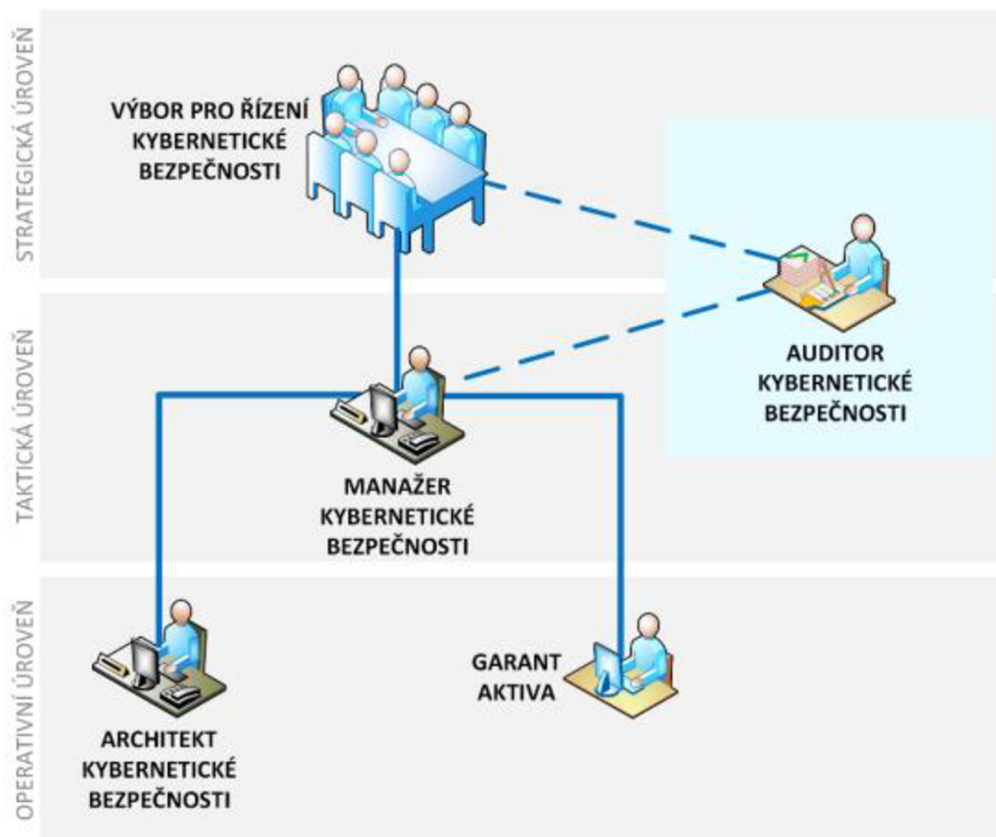 STRATEGICKÁ ÚROVEŇ
VÝBOR PRO ŘÍZENÍ
KYBERNETICKÉ
BEZPEČNOSTI
AUDITOR
KYBERNETICKÉ
BEZPEČNOSTI
TAKTICKÁ ÚROVEŇ
MANAŽER
KYBERNETICKÉ
BEZPEČNOSTI
OPERATIVNÍ ÚROVEŇ
ARCHITEKT
KYBERNETICKÉ
BEZPEČNOSTI
GARANT
AKTIVA